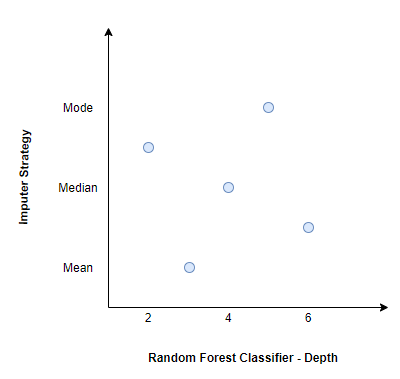 Mode
Median
Mean
Imputer Strategy
2 4 6
Random Forest Classifier - Depth